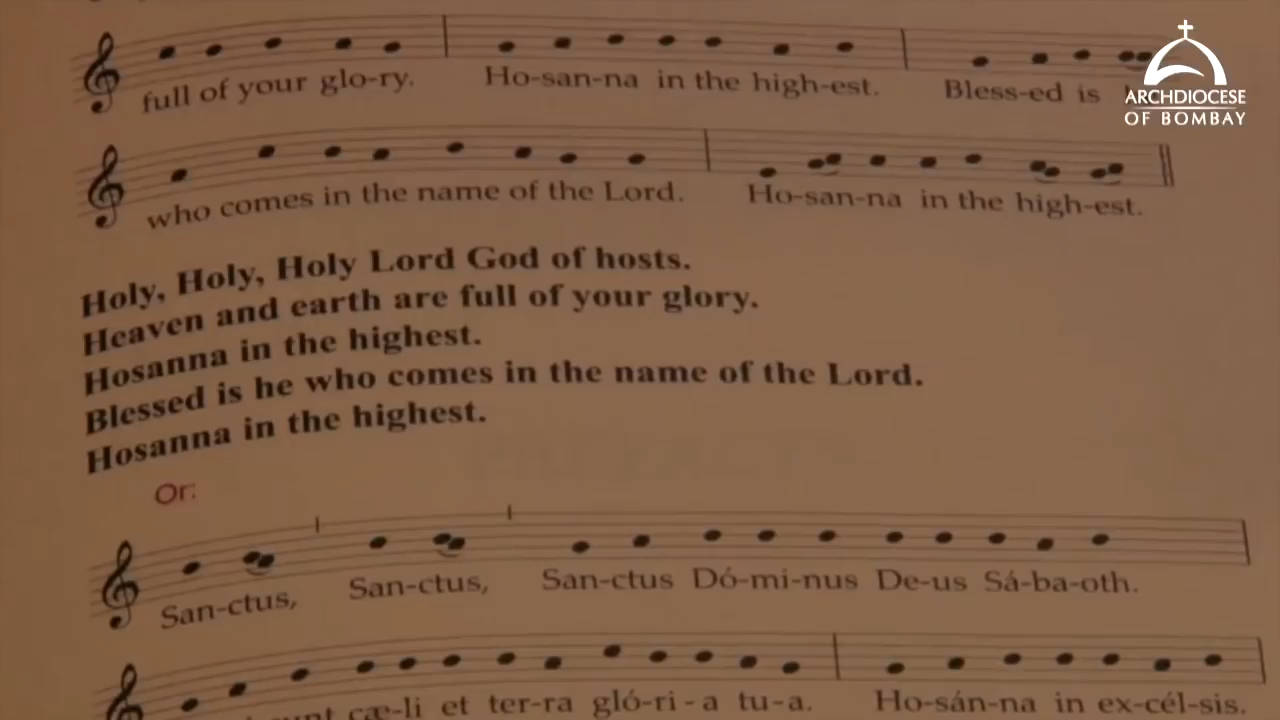 full of your glo-ry. Ho-san-na in the high-est. Bless-ed is
ARCHDIOCESE
OF BOMBAY
who comes in the name of the Lord. Ho-san-na in the high-est.
Holy, Holy, Holy Lord God of hosts.
Heaven and earth are full of your glory.
Hosanna in the highest.
Blessed is he who comes in the name of the Lord.
Hosanna in the highest.
Or:
San-ctus, San-ctus, San-ctus Dó-mi-nus De-us Sá-ba-oth.
cæ-li et ter-ra gló-ri-a tu-a. Ho-sán-na in ex-cél-sis.